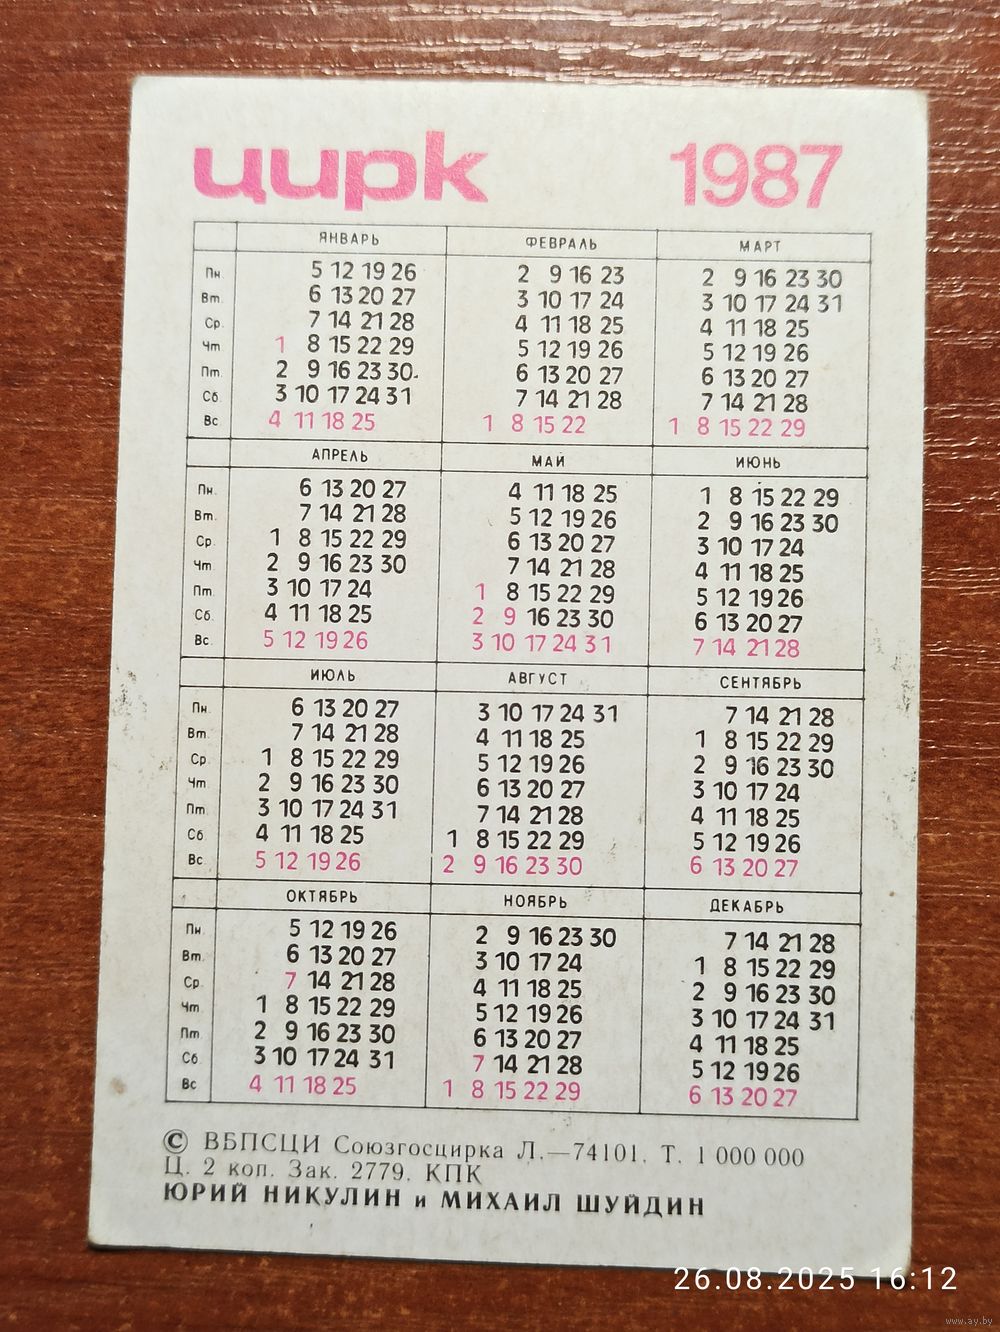 цирк 1987
ЯНВАРЬ ФЕВРАЛЬ МАРТ
Пн. 5 12 19 26 2 9 16 23 2 9 16 23 30
Вт. 6 13 20 27 3 10 17 24 3 10 17 24 31
Ср. 7 14 21 28 4 11 18 25 4 11 18 25
Чт 1 8 15 22 29 5 12 19 26 5 12 19 26
Пт. 2 9 16 23 30 6 13 20 27 6 13 20 27
Сб. 3 10 17 24 31 7 14 21 28 7 14 21 28
Вс 4 11 18 25 1 8 15 22 1 8 15 22 29
АПРЕЛЬ МАЙ ИЮНЬ
Пн. 6 13 20 27 4 11 18 25 1 8 15 22 29
Вт. 7 14 21 28 5 12 19 26 2 9 16 23 30
Ср. 1 8 15 22 29 6 13 20 27 3 10 17 24
Чт 2 9 16 23 30 7 14 21 28 4 11 18 25
Пт 3 10 17 24 1 8 15 22 29 5 12 19 26
Сб. 4 11 18 25 2 9 16 23 30 6 13 20 27
Вс. 5 12 19 26 3 10 17 24 31 7 14 21 28
ИЮЛЬ АВГУСТ СЕНТЯБРЬ
Пн. 6 13 20 27 3 10 17 24 31 7 14 21 28
Вт. 7 14 21 28 4 11 18 25 1 8 15 22 29
Ср. 1 8 15 22 29 5 12 19 26 2 9 16 23 30
Чт 2 9 16 23 30 6 13 20 27 3 10 17 24
Пт 3 10 17 24 31 7 14 21 28 4 11 18 25
Сб 4 11 18 25 1 8 15 22 29 5 12 19 26
Вс. 5 12 19 26 2 9 16 23 30 6 13 20 27
ОКТЯБРЬ НОЯБРЬ ДЕКАБРЬ
Пн. 5 12 19 26 2 9 16 23 30 7 14 21 28
Вт. 6 13 20 27 3 10 17 24 1 8 15 22 29
Ср. 7 14 21 28 4 11 18 25 2 9 16 23 30
Чт 1 8 15 22 29 5 12 19 26 3 10 17 24 31
Пт 2 9 16 23 30 6 13 20 27 4 11 18 25
Сб 3 10 17 24 31 7 14 21 28 5 12 19 26
Вс 4 11 18 25 1 8 15 22 29 6 13 20 27
© ВБПСЦИ Союзгосцирка Л.—74101. Т. 1 000 000
Ц. 2 коп. Зак. 2779. КПК
ЮРИЙ НИКУЛИН и МИХАИЛ ШУЙДИН
26.08.2025 16:12
www.ay.by